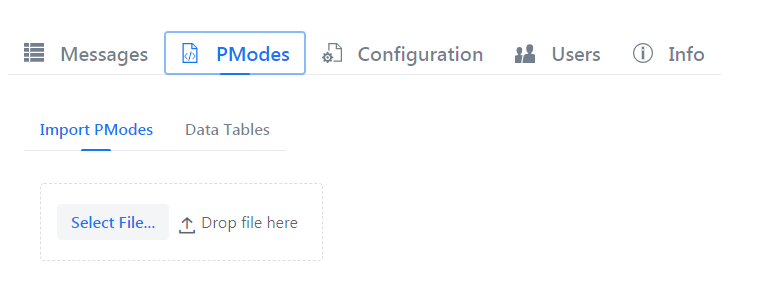 Messages PModes Configuration Users Info
Import PModes Data Tables
Select File... Drop file here